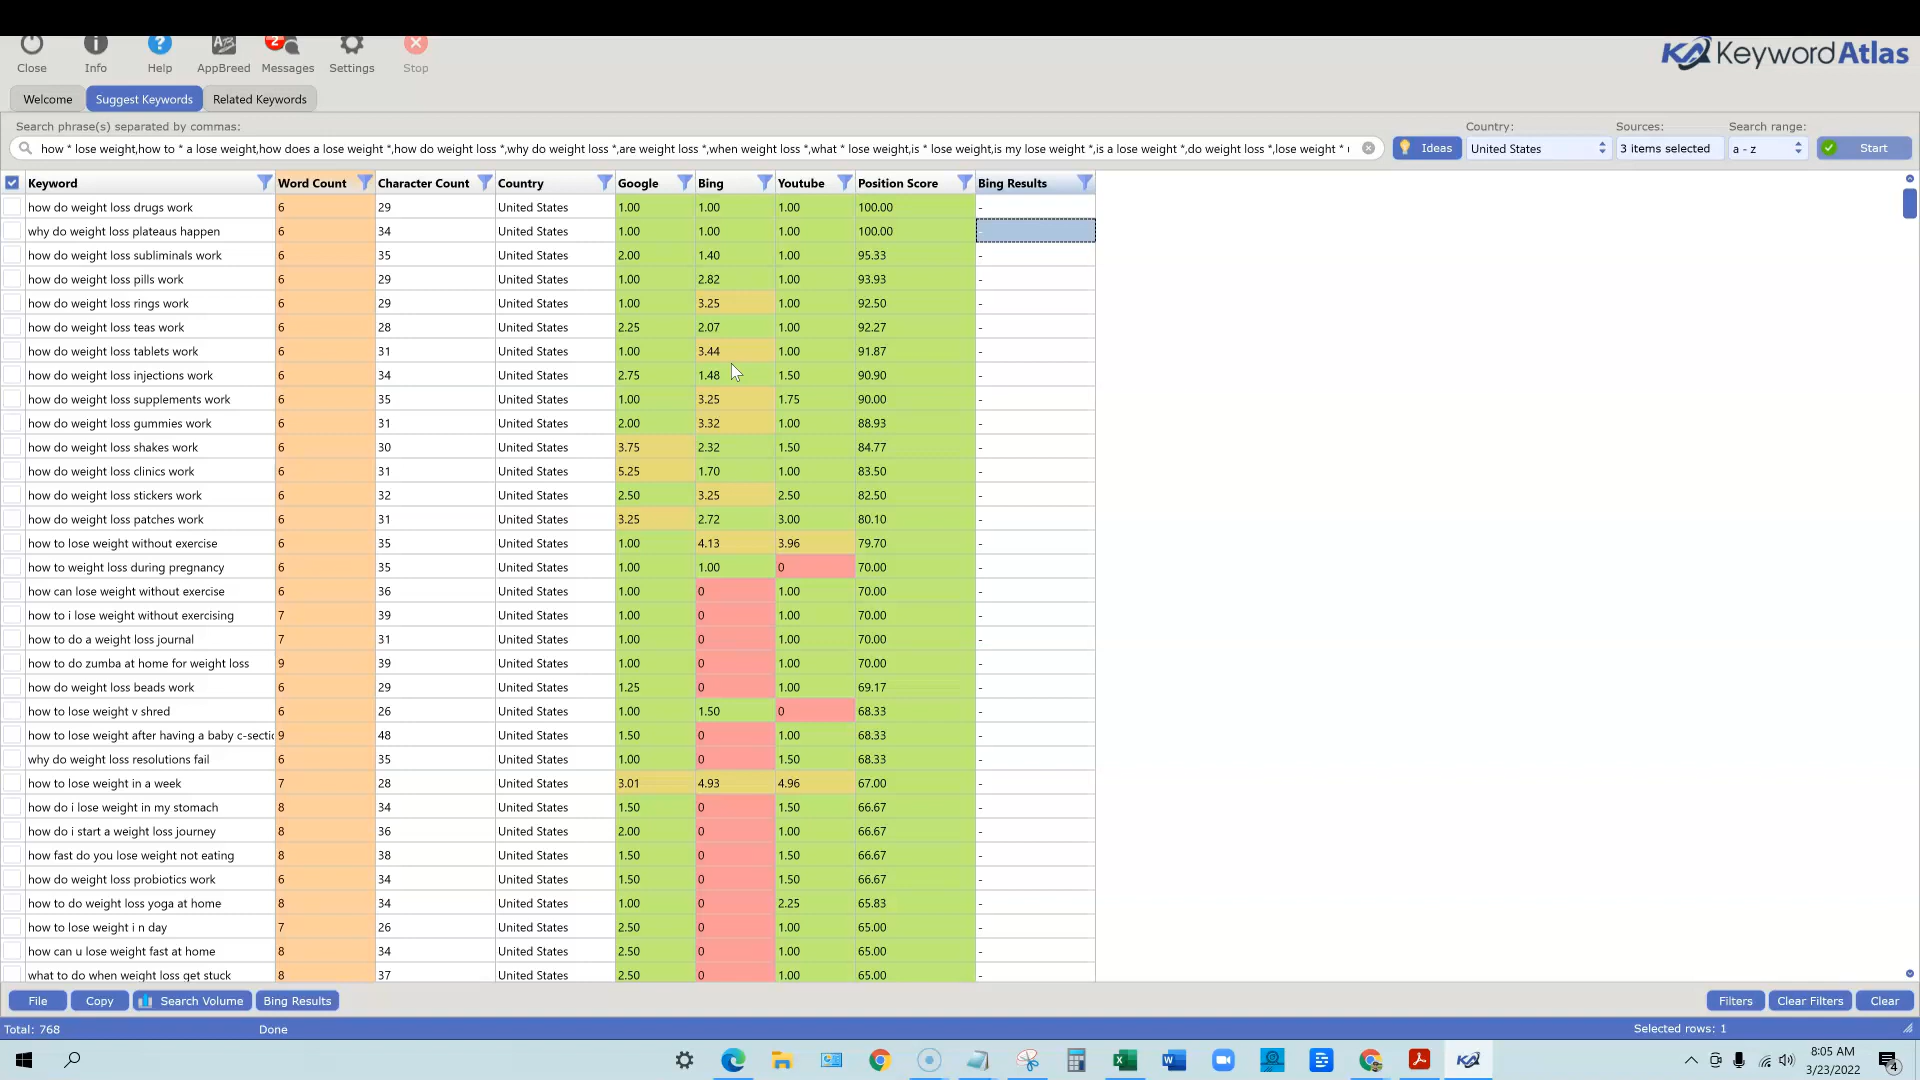 Close Info Help AppBreed 2 Messages Settings Stop
KA KeywordAtlas
Welcome Suggest Keywords Related Keywords
Search phrase(s) separated by commas: Country: Sources: Search range:
how * lose weight,how to * a lose weight,how does a lose weight *,how do weight loss *,why do weight loss *,are weight loss *,when weight loss *,what * lose weight,is * lose weight,is my lose weight *,is a lose weight *,do weight loss *,lose weight * Ideas United States 3 items selected a - z Start
Keyword Word Count Character Count Country Google Bing Youtube Position Score Bing Results
how do weight loss drugs work 6 29 United States 1.00 1.00 1.00 100.00 -
why do weight loss plateaus happen 6 34 United States 1.00 1.00 1.00 100.00 -
how do weight loss subliminals work 6 35 United States 2.00 1.40 1.00 95.33 -
how do weight loss pills work 6 29 United States 1.00 2.82 1.00 93.93 -
how do weight loss rings work 6 29 United States 1.00 3.25 1.00 92.50 -
how do weight loss teas work 6 28 United States 2.25 2.07 1.00 92.27 -
how do weight loss tablets work 6 31 United States 1.00 3.44 1.00 91.87 -
how do weight loss injections work 6 34 United States 2.75 1.48 1.50 90.90 -
how do weight loss supplements work 6 35 United States 1.00 3.25 1.75 90.00 -
how do weight loss gummies work 6 31 United States 2.00 3.32 1.00 88.93 -
how do weight loss shakes work 6 30 United States 3.75 2.32 1.50 84.77 -
how do weight loss clinics work 6 31 United States 5.25 1.70 1.00 83.50 -
how do weight loss stickers work 6 32 United States 2.50 3.25 2.50 82.50 -
how do weight loss patches work 6 31 United States 3.25 2.72 3.00 80.10 -
how to lose weight without exercise 6 35 United States 1.00 4.13 3.96 79.70 -
how to weight loss during pregnancy 6 35 United States 1.00 1.00 0 70.00 -
how can lose weight without exercise 6 36 United States 1.00 0 1.00 70.00 -
how to i lose weight without exercising 7 39 United States 1.00 0 1.00 70.00 -
how to do a weight loss journal 7 31 United States 1.00 0 1.00 70.00 -
how to do zumba at home for weight loss 9 39 United States 1.00 0 1.00 70.00 -
how do weight loss beads work 6 29 United States 1.25 0 1.00 69.17 -
how to lose weight v shred 6 26 United States 1.00 1.50 0 68.33 -
how to lose weight after having a baby c-sectio 9 48 United States 1.50 0 1.00 68.33 -
why do weight loss resolutions fail 6 35 United States 1.00 0 1.50 68.33 -
how to lose weight in a week 7 28 United States 3.01 4.93 4.96 67.00 -
how do i lose weight in my stomach 8 34 United States 1.50 0 1.50 66.67 -
how do i start a weight loss journey 8 36 United States 2.00 0 1.00 66.67 -
how fast do you lose weight not eating 8 38 United States 1.50 0 1.50 66.67 -
how do weight loss probiotics work 6 34 United States 1.50 0 1.50 66.67 -
how to do weight loss yoga at home 8 34 United States 1.00 0 2.25 65.83 -
how to lose weight i n day 7 26 United States 2.50 0 1.00 65.00 -
how can u lose weight fast at home 8 34 United States 2.50 0 1.00 65.00 -
what to do when weight loss get stuck 8 37 United States 2.50 0 1.00 65.00 -
File Copy Search Volume Bing Results Filters Clear Filters Clear
Total: 768 Done Selected rows: 1
8:05 AM
3/23/2022
4